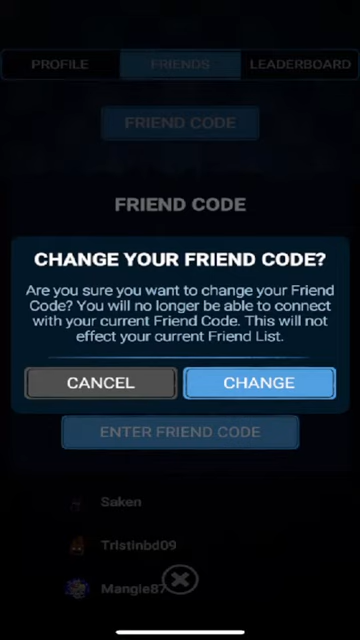 PROFILE
FRIENDS
LEADERBOARD
FRIEND CODE
FRIEND CODE
CHANGE YOUR FRIEND CODE?
Are you sure you want to change your Friend
Code? You will no longer be able to connect
with your current Friend Code. This will not
effect your current Friend List.
CANCEL
CHANGE
ENTER FRIEND CODE
Saken
Tristinbd09
Mangle87